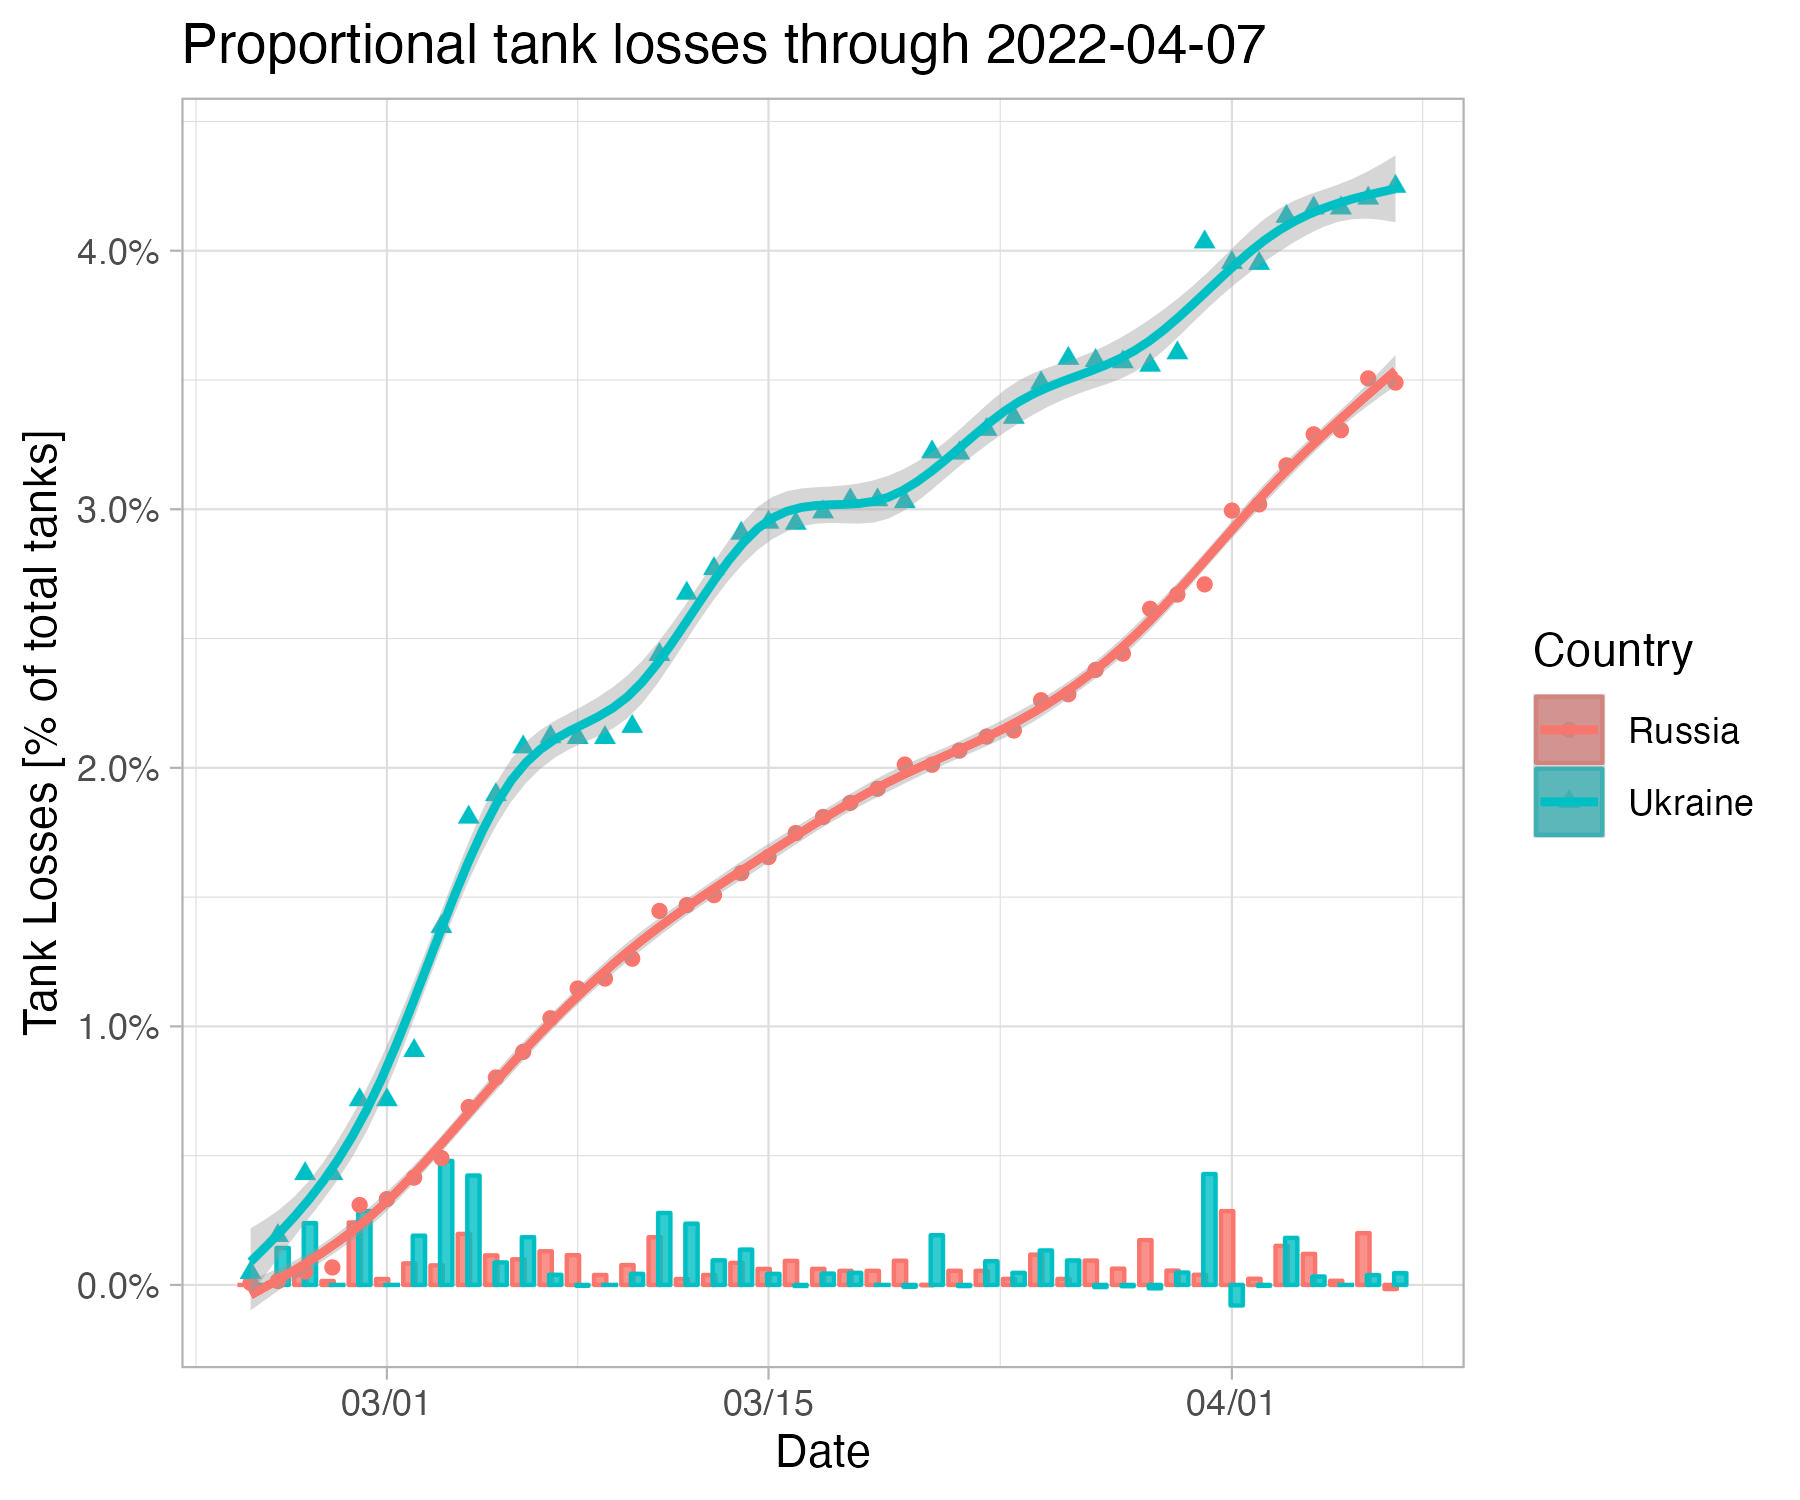 Proportional tank losses through 2022-04-07
Tank Losses [% of total tanks]
4.0%
3.0%
2.0%
1.0%
0.0%
03/01
03/15
04/01
Date
Country
Russia
Ukraine